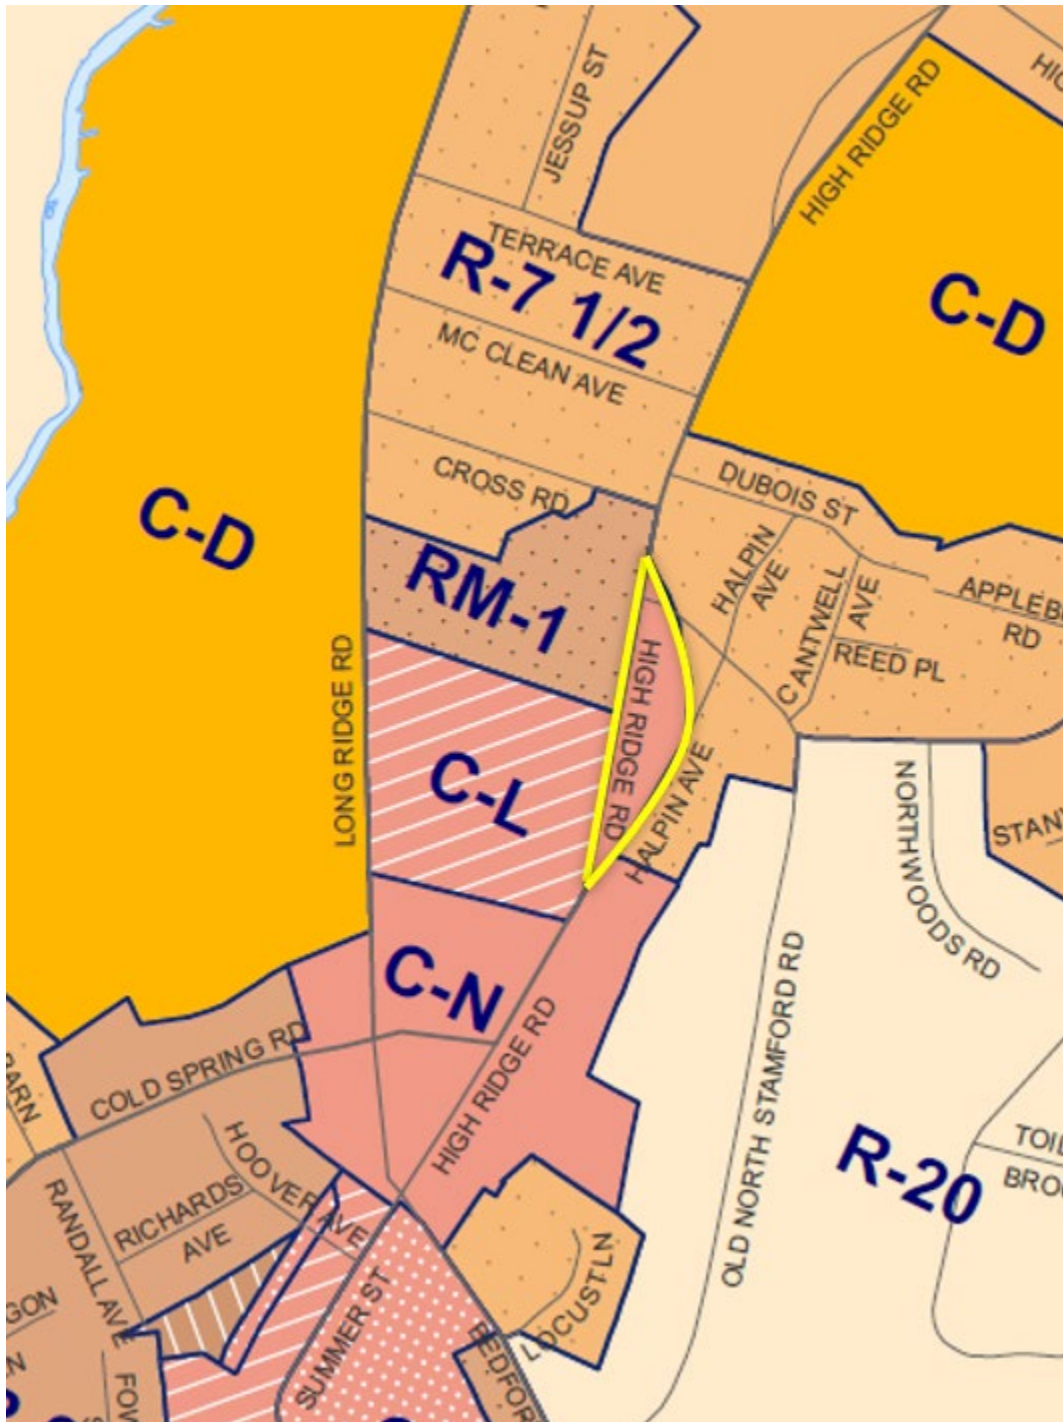 JESSUP ST
HIGH RIDGE RD
TERRACE AVE
R-7 1/2
C-D
MC CLEAN AVE
CROSS RD
DUBOIS ST
C-D
HALPIN
AVE
CANTWELL
AVE
RM-1
REED PL
RD
LONG RIDGE RD
HIGH RIDGE RD
C-L
HALPIN AVE
NORTHWOODS RD
C-N
COLD SPRING RD
HIGH RIDGE RD
OLD NORTH STAMFORD RD
HOOVER AVE
R-20
RANDALL AVE
RICHARDS
AVE
LOCUST LN
SUMMER ST